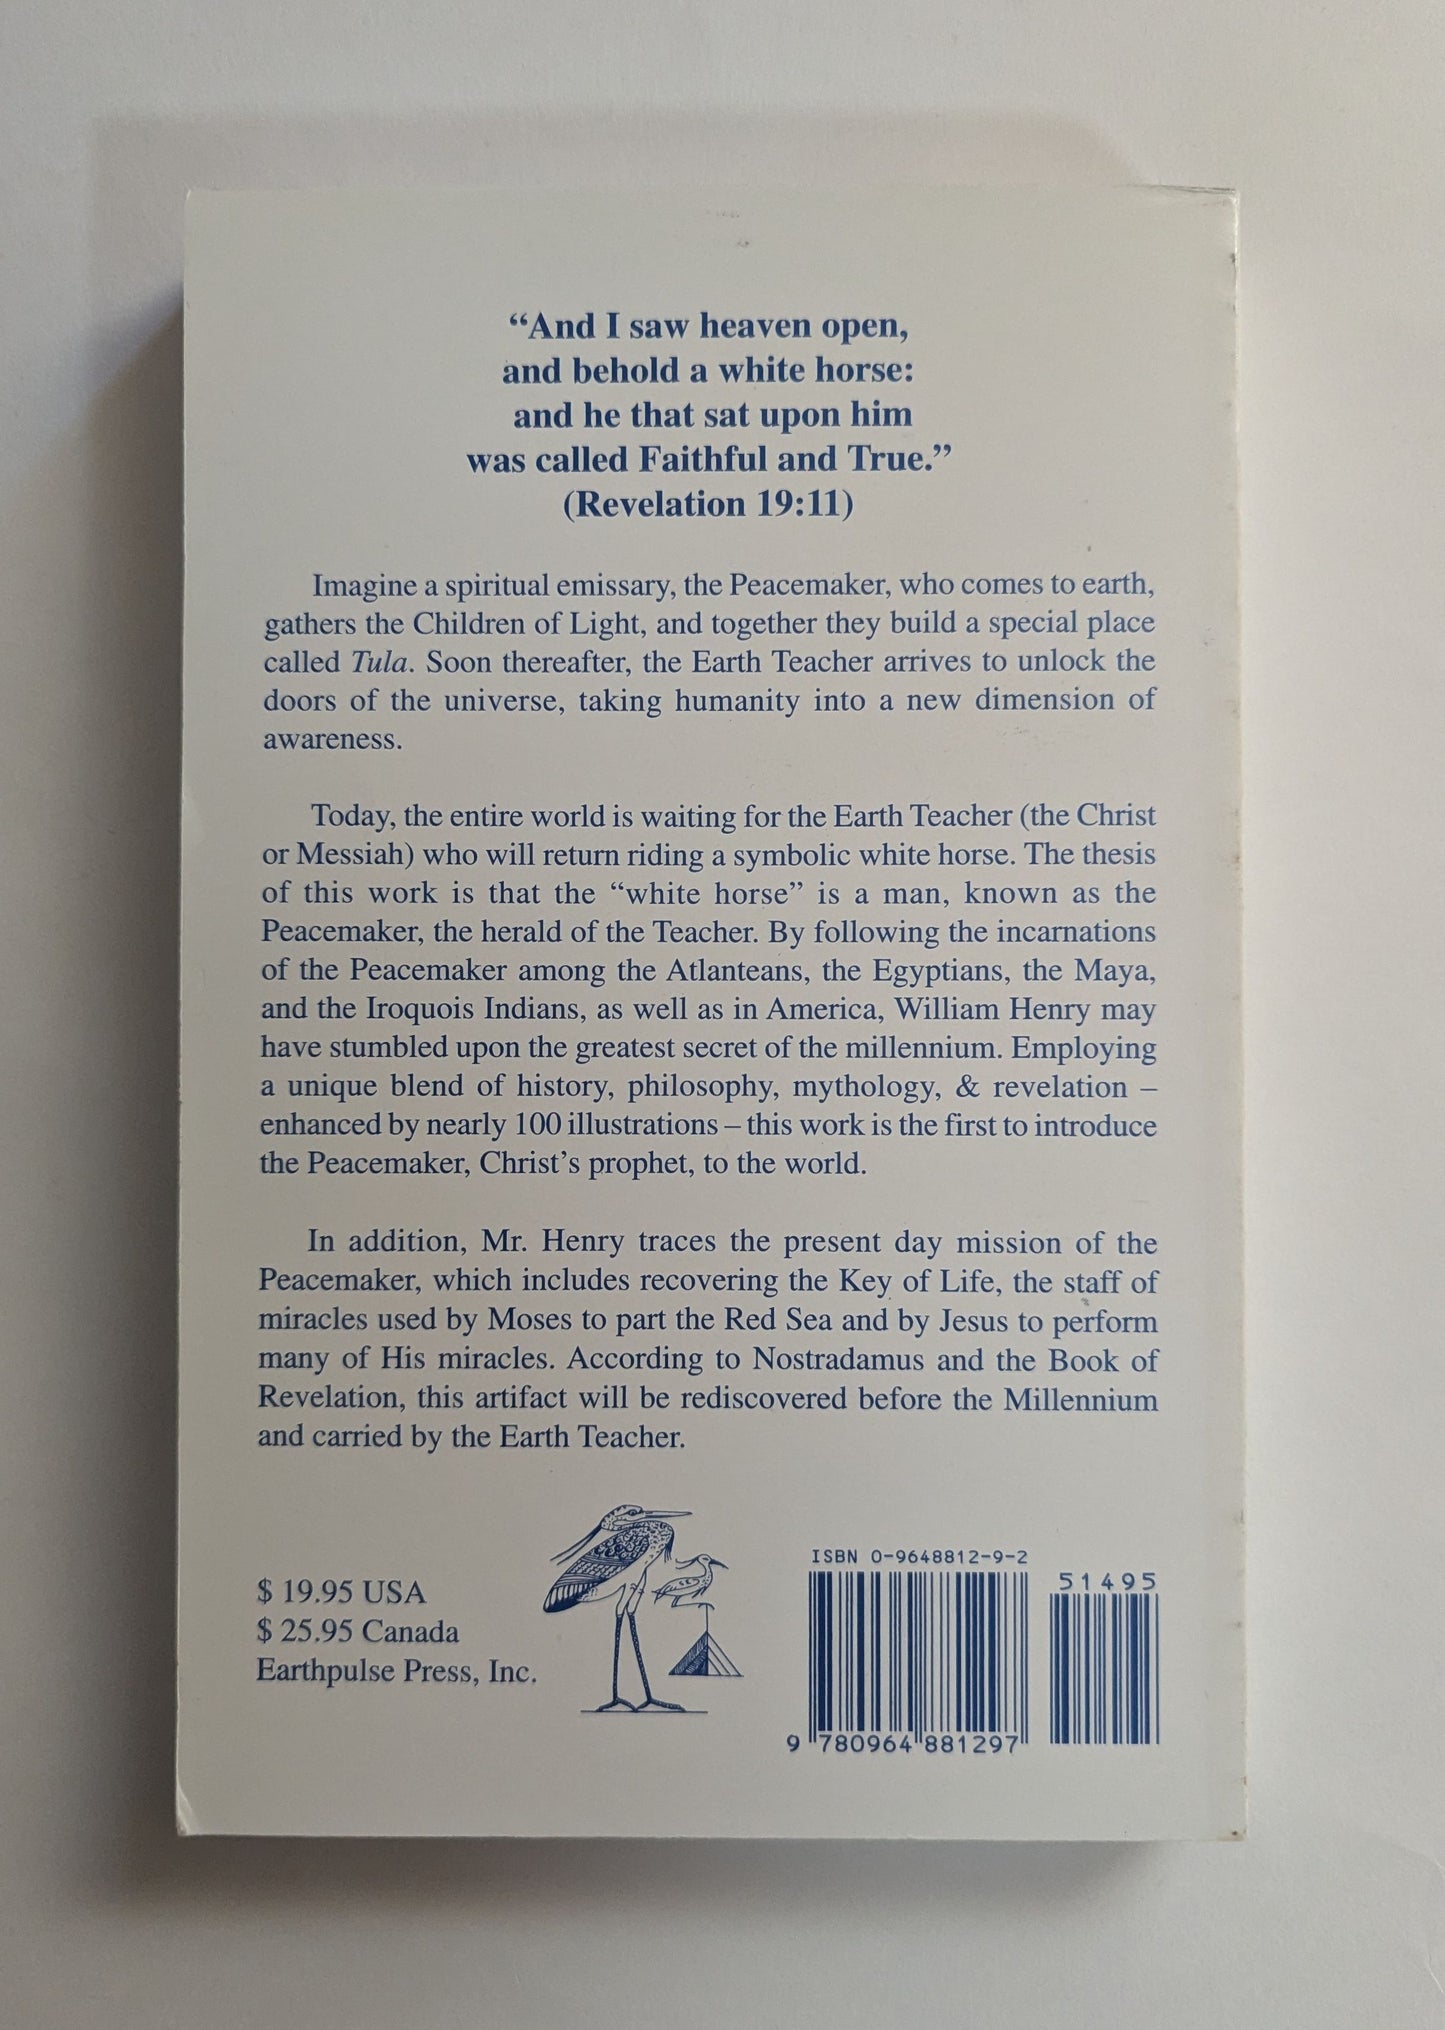 “And I saw heaven open,
and behold a white horse:
and he that sat upon him
was called Faithful and True.”
(Revelation 19:11)
Imagine a spiritual emissary, the Peacemaker, who comes to earth,
gathers the Children of Light, and together they build a special place
called Tula. Soon thereafter, the Earth Teacher arrives to unlock the
doors of the universe, taking humanity into a new dimension of
awareness.
Today, the entire world is waiting for the Earth Teacher (the Christ
or Messiah) who will return riding a symbolic white horse. The thesis
of this work is that the “white horse” is a man, known as the
Peacemaker, the herald of the Teacher. By following the incarnations
of the Peacemaker among the Atlanteans, the Egyptians, the Maya,
and the Iroquois Indians, as well as in America, William Henry may
have stumbled upon the greatest secret of the millennium. Employing
a unique blend of history, philosophy, mythology, & revelation –
enhanced by nearly 100 illustrations – this work is the first to introduce
the Peacemaker, Christ’s prophet, to the world.
In addition, Mr. Henry traces the present day mission of the
Peacemaker, which includes recovering the Key of Life, the staff of
miracles used by Moses to part the Red Sea and by Jesus to perform
many of His miracles. According to Nostradamus and the Book of
Revelation, this artifact will be rediscovered before the Millennium
and carried by the Earth Teacher.
$ 19.95 USA
$ 25.95 Canada
Earthpulse Press, Inc.
ISBN 0-9648812-9-2
51495
9 780964 881297